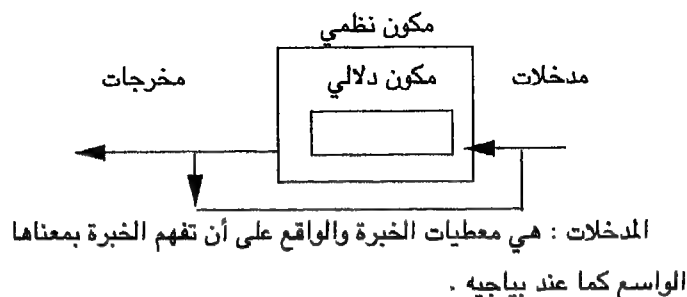 مكون نظمي
مدخلات
مكون دلالي
مخرجات
المدخلات : هي معطيات الخبرة والواقع على أن تفهم الخبرة بمعناها
الواسع كما عند بياجيه .